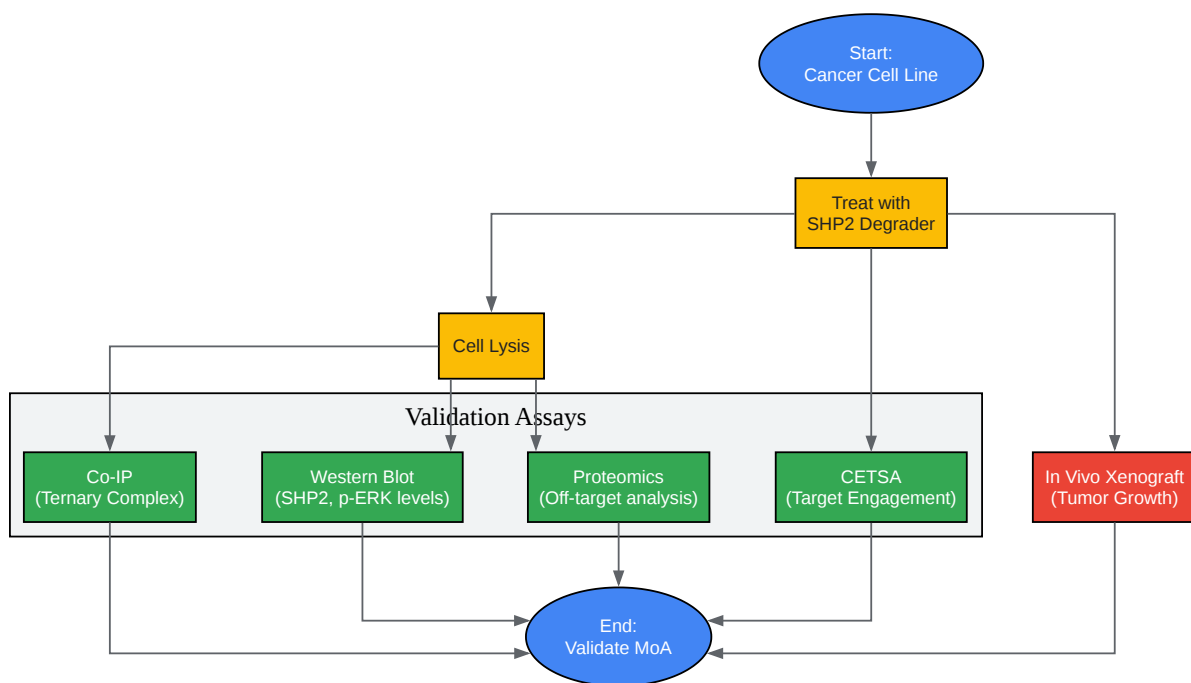 Start:
Cancer Cell Line
Treat with
SHP2 Degrader
Cell Lysis
Validation Assays
Co-IP
(Ternary Complex)
Western Blot
(SHP2, p-ERK levels)
Proteomics
(Off-target analysis)
CETSA
(Target Engagement)
In Vivo Xenograft
(Tumor Growth)
End:
Validate MoA